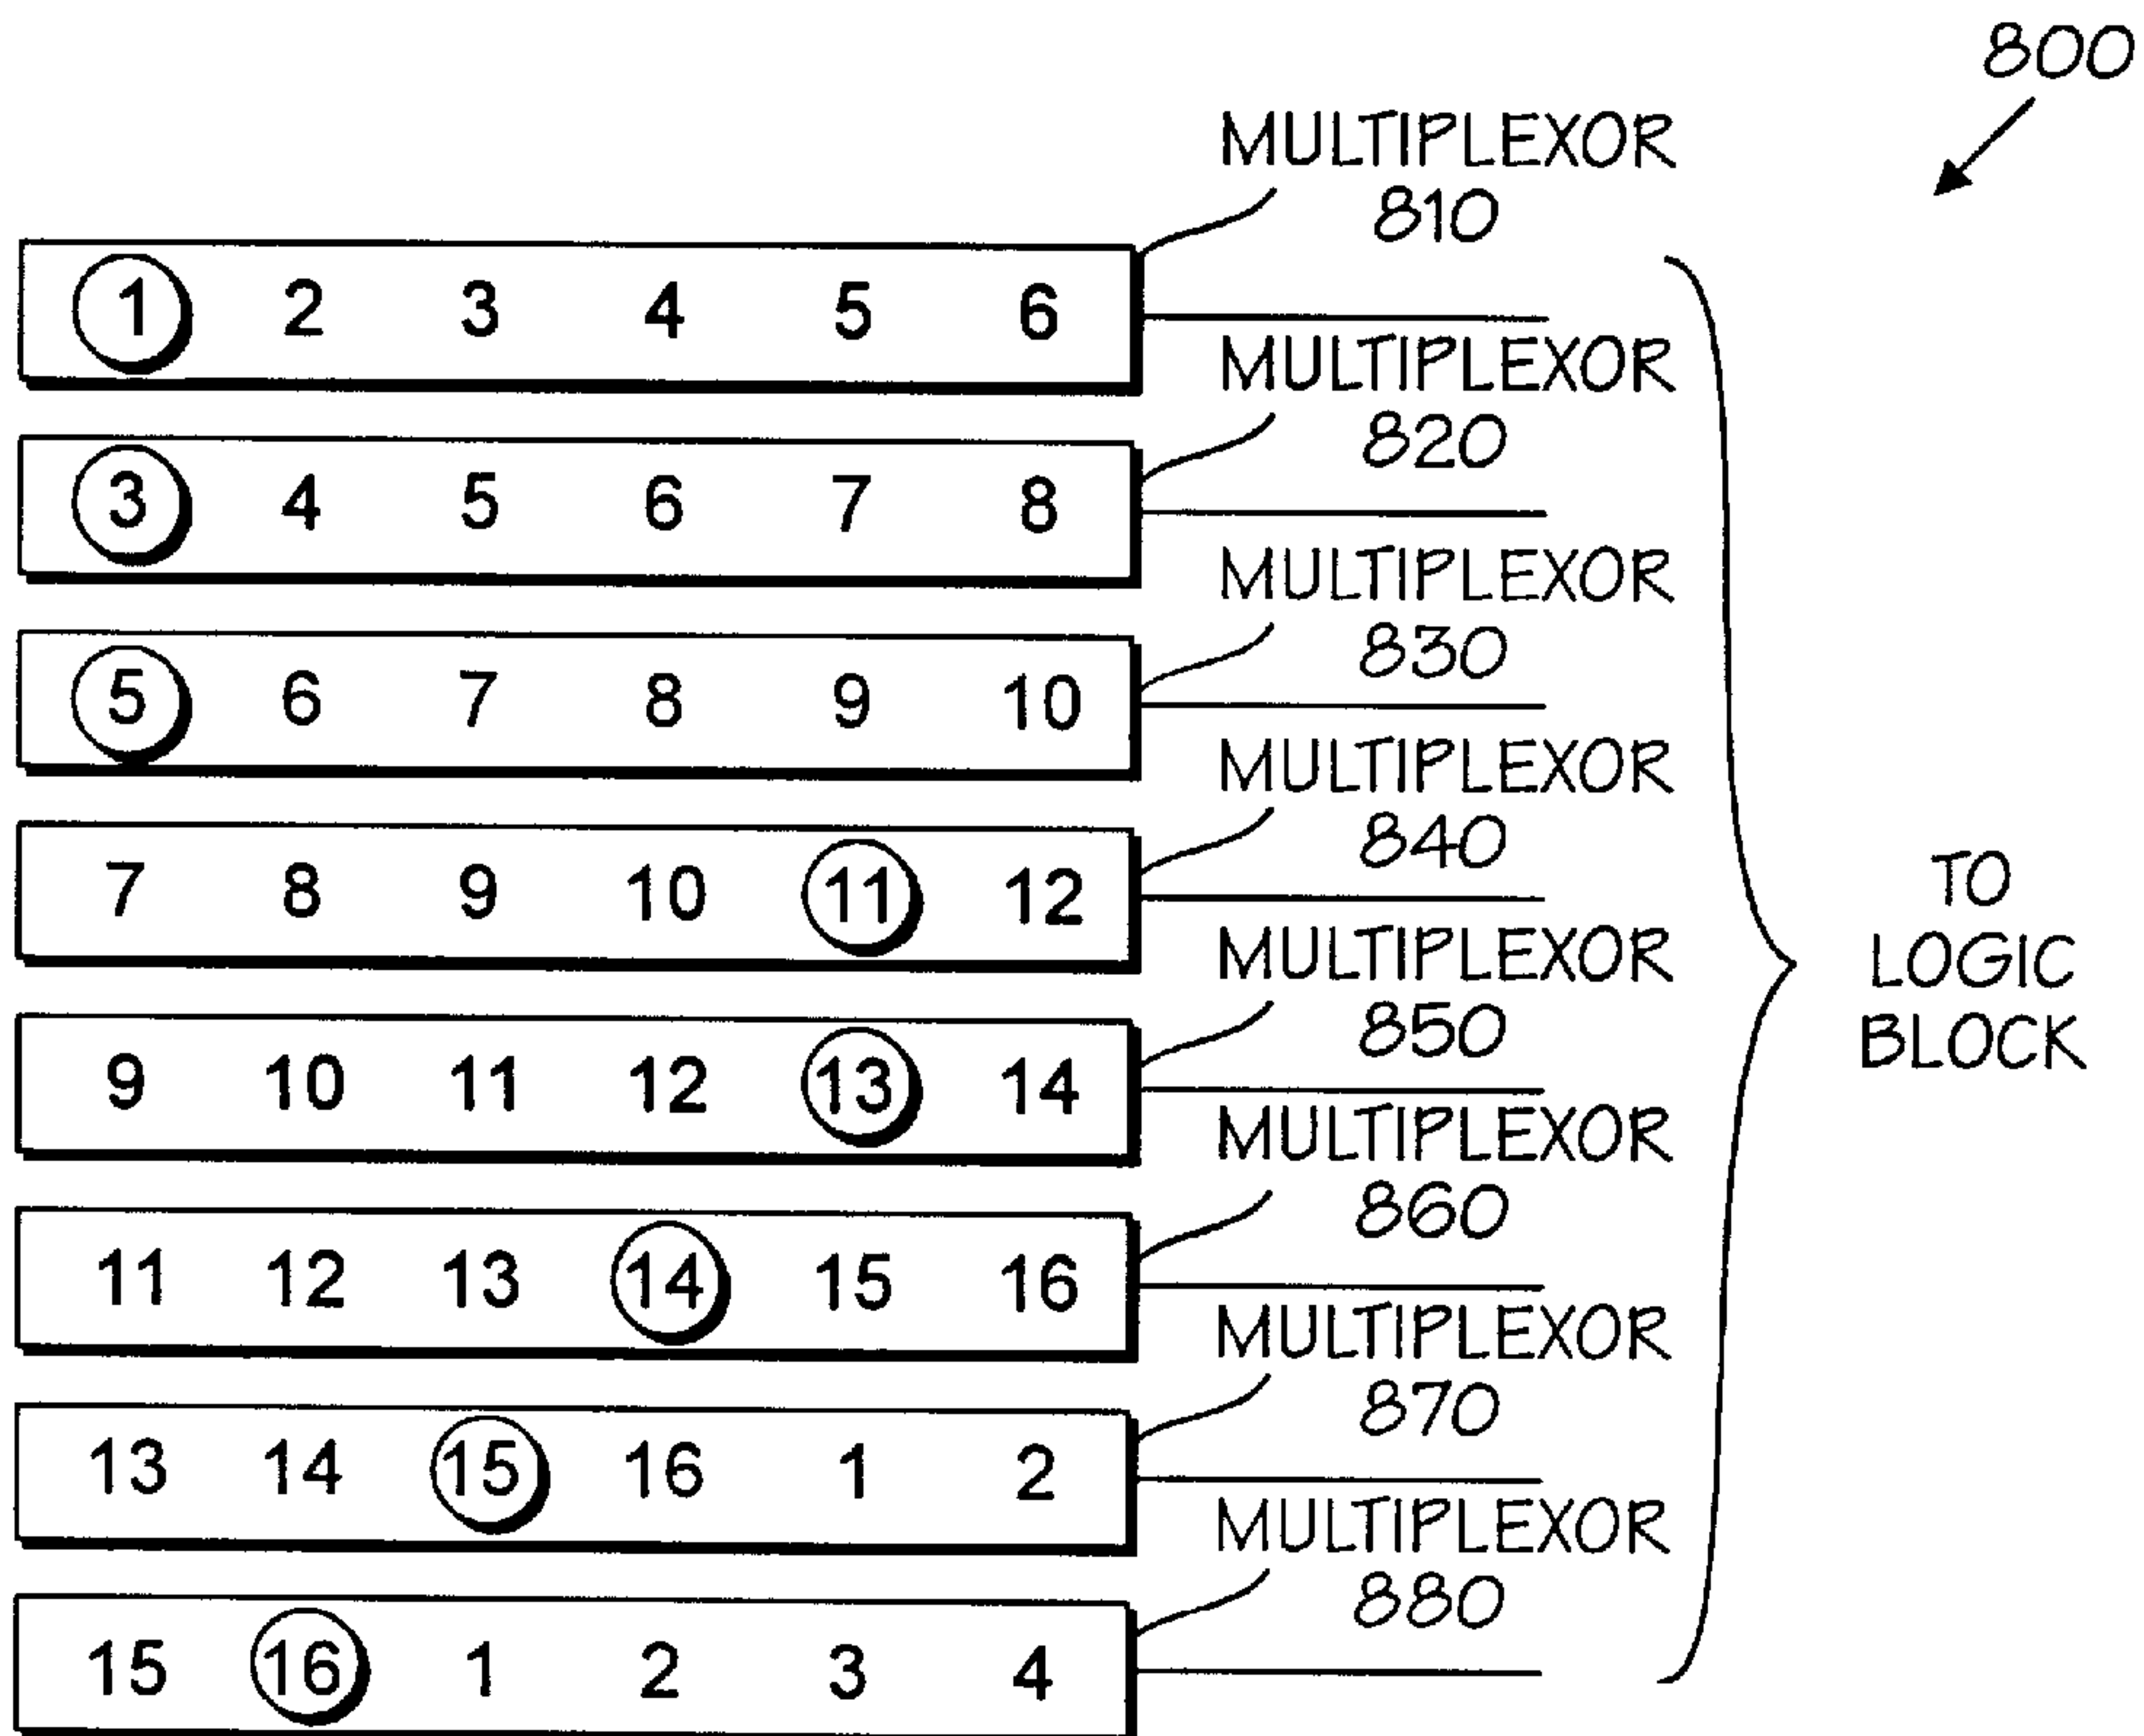 800
MULTIPLEXOR
810
1 2 3 4 5 6
MULTIPLEXOR
820
3 4 5 6 7 8
MULTIPLEXOR
830
5 6 7 8 9 10
MULTIPLEXOR
840
7 8 9 10 11 12
MULTIPLEXOR
850
9 10 11 12 13 14
MULTIPLEXOR
860
11 12 13 14 15 16
MULTIPLEXOR
870
13 14 15 16 1 2
MULTIPLEXOR
880
15 16 1 2 3 4
TO
LOGIC
BLOCK